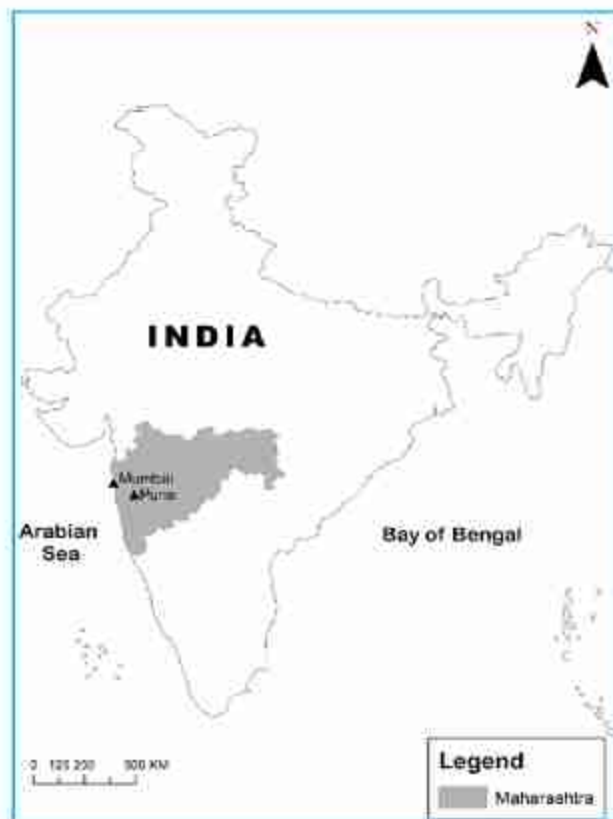 N
INDIA
Mumbai
Pune
Arabian
Sea
Bay of Bengal
0 125 250 500 KM
Legend
Maharashtra